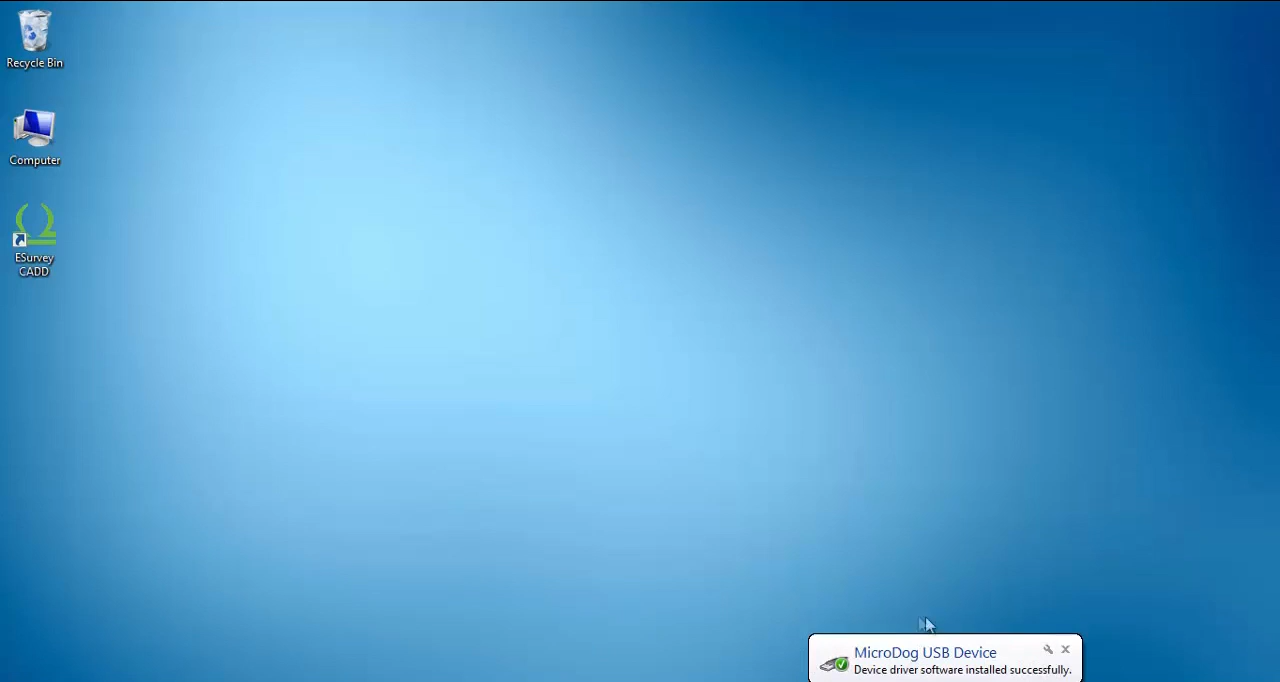 Recycle Bin
Computer
ESurvey
CADD
MicroDog USB Device
Device driver software installed successfully.